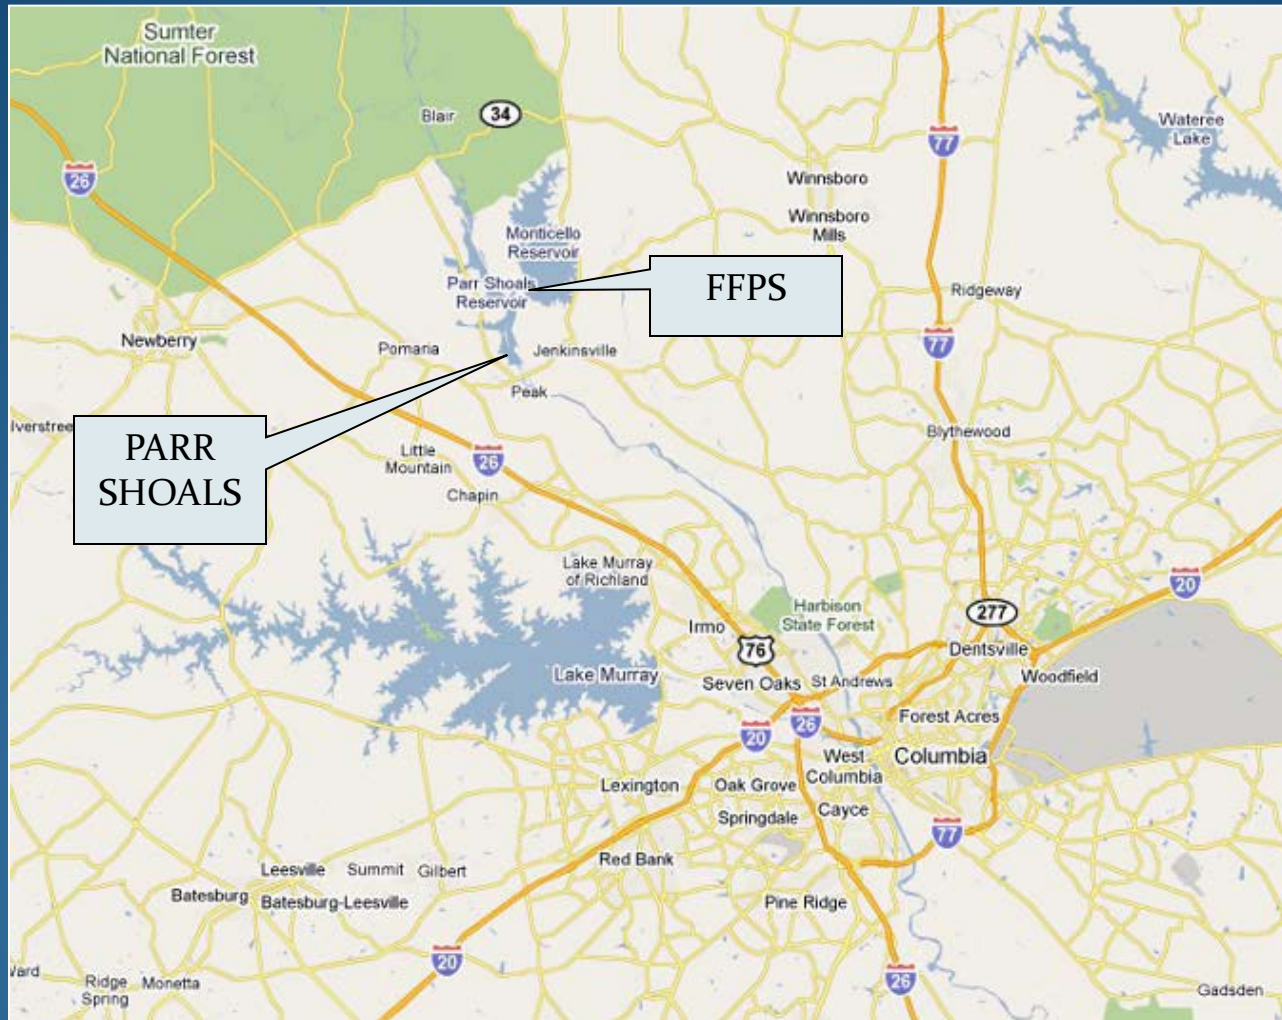 Sumter
National Forest
Blair
34
Wateree
Lake
77
26
Winnsboro
Winnsboro
Mills
Monticello
Reservoir
Parr Shoals
Reservoir
FFPS
Ridgeway
Newberry
77
Pomaria
Jenkinsville
Peak
PARR
SHOALS
lverstree
Blythewood
Little
Mountain
26
Chapin
Lake Murray
of Richland
20
Harbison
State Forest
277
Irmo
76
Dentsville
Lake Murray
Seven Oaks
St Andrews
Woodfield
Forest Acres
20
26
West
Columbia
Columbia
Lexington
Oak Grove
Springdale
Cayce
77
Red Bank
Leesville
Summit
Gilbert
Batesburg
Batesburg-Leesville
Pine Ridge
20
26
Ward
Ridge
Spring
Monetta
Gadsden